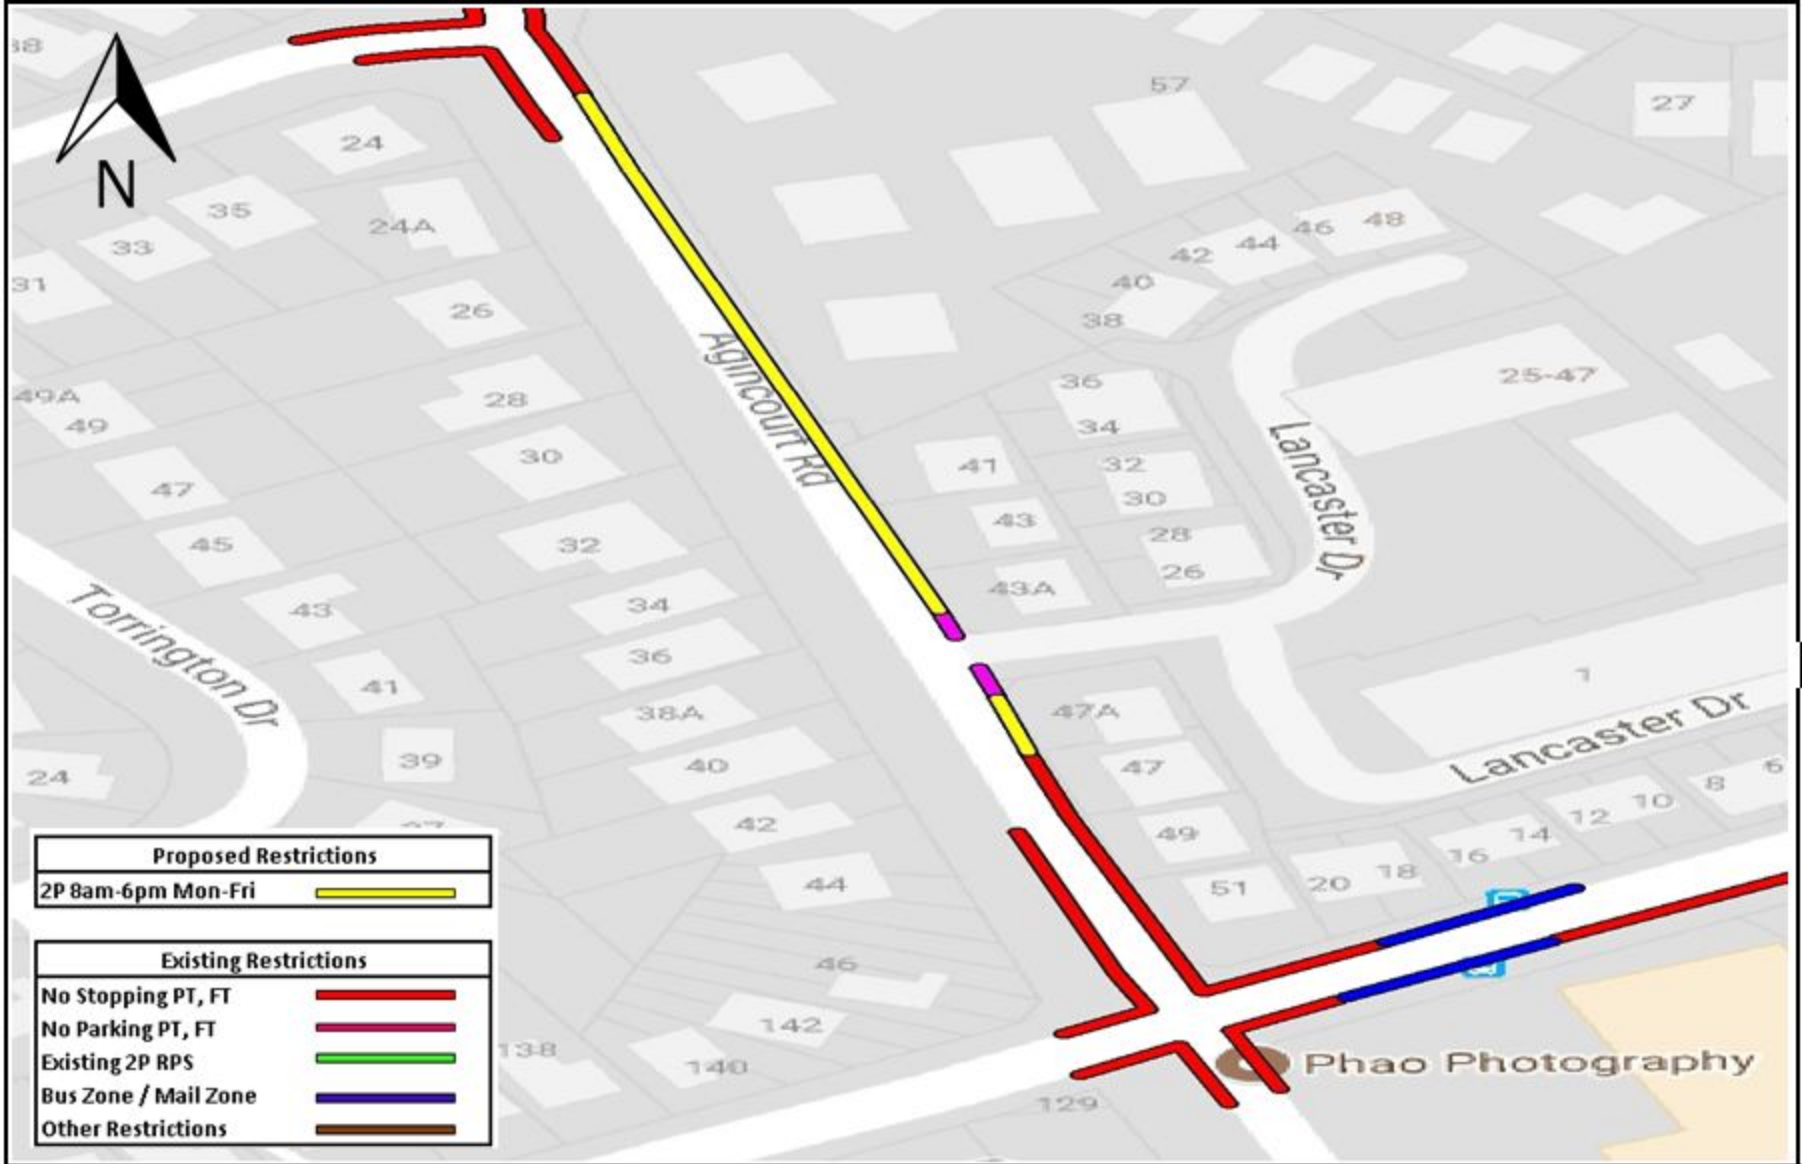 38
57
27
N
24
35
24A
33
31
26
42
44
46
48
40
38
Agincourt Rd
49A
49
28
36
34
25-47
30
41
32
30
Lancaster Dr
47
43
28
26
45
32
43A
Torrington Dr
43
34
36
41
38A
47A
1
Lancaster Dr
24
39
40
47
8
6
12
10
42
49
14
16
44
51
20
18
46
142
138
140
129
Phao Photography
Proposed Restrictions
2P 8am-6pm Mon-Fri
Existing Restrictions
No Stopping PT, FT
No Parking PT, FT
Existing 2P RPS
Bus Zone / Mail Zone
Other Restrictions